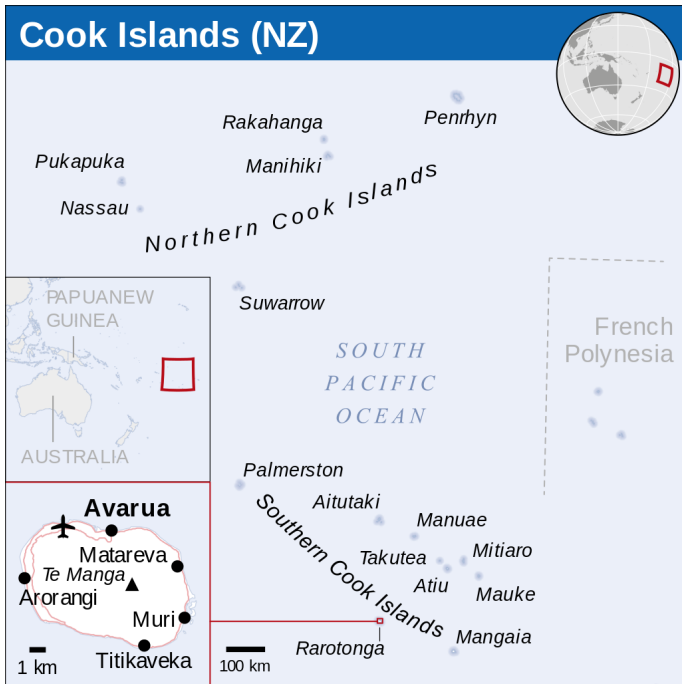 Cook Islands (NZ)
Penrhyn
Rakahanga
Manihiki
Pukapuka
Nassau
Northern Cook Islands
Suwarrow
PAPUANEW
GUINEA
AUSTRALIA
SOUTH
PACIFIC
OCEAN
French
Polynesia
Palmerston
Aitutaki
Manuae
Takutea
Mitiaro
Atiu
Mauke
Southern Cook Islands
Rarotonga
Mangaia
100 km
Avarua
Matareva
Te Manga
Arorangi
Muri
Titikaveka
1 km